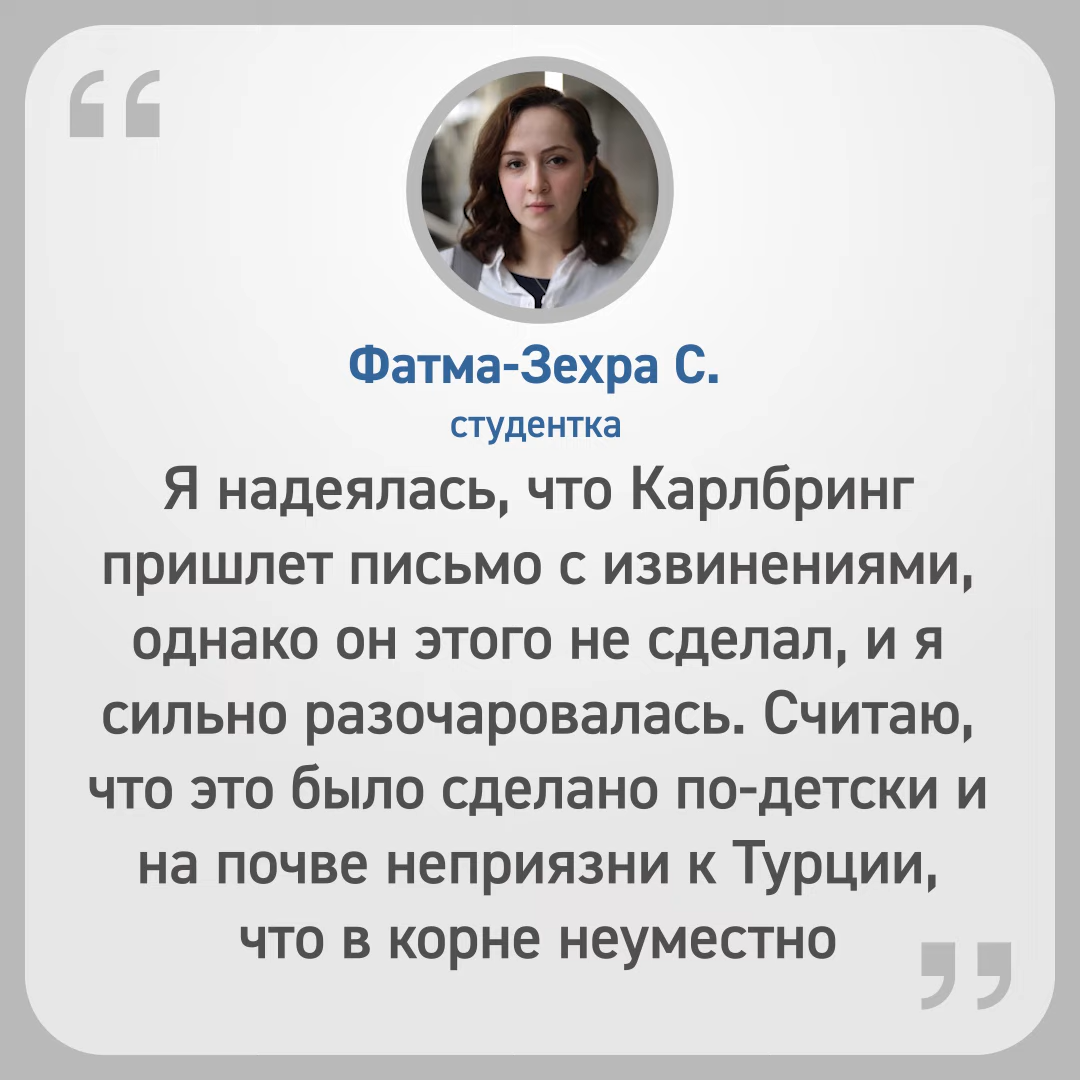 Фатма-Зехра С.
студентка
Я надеялась, что Карлбринг
пришлет письмо с извинениями,
однако он этого не сделал, и я
сильно разочаровалась. Считаю,
что это было сделано по-детски и
на почве неприязни к Турции,
что в корне неуместно